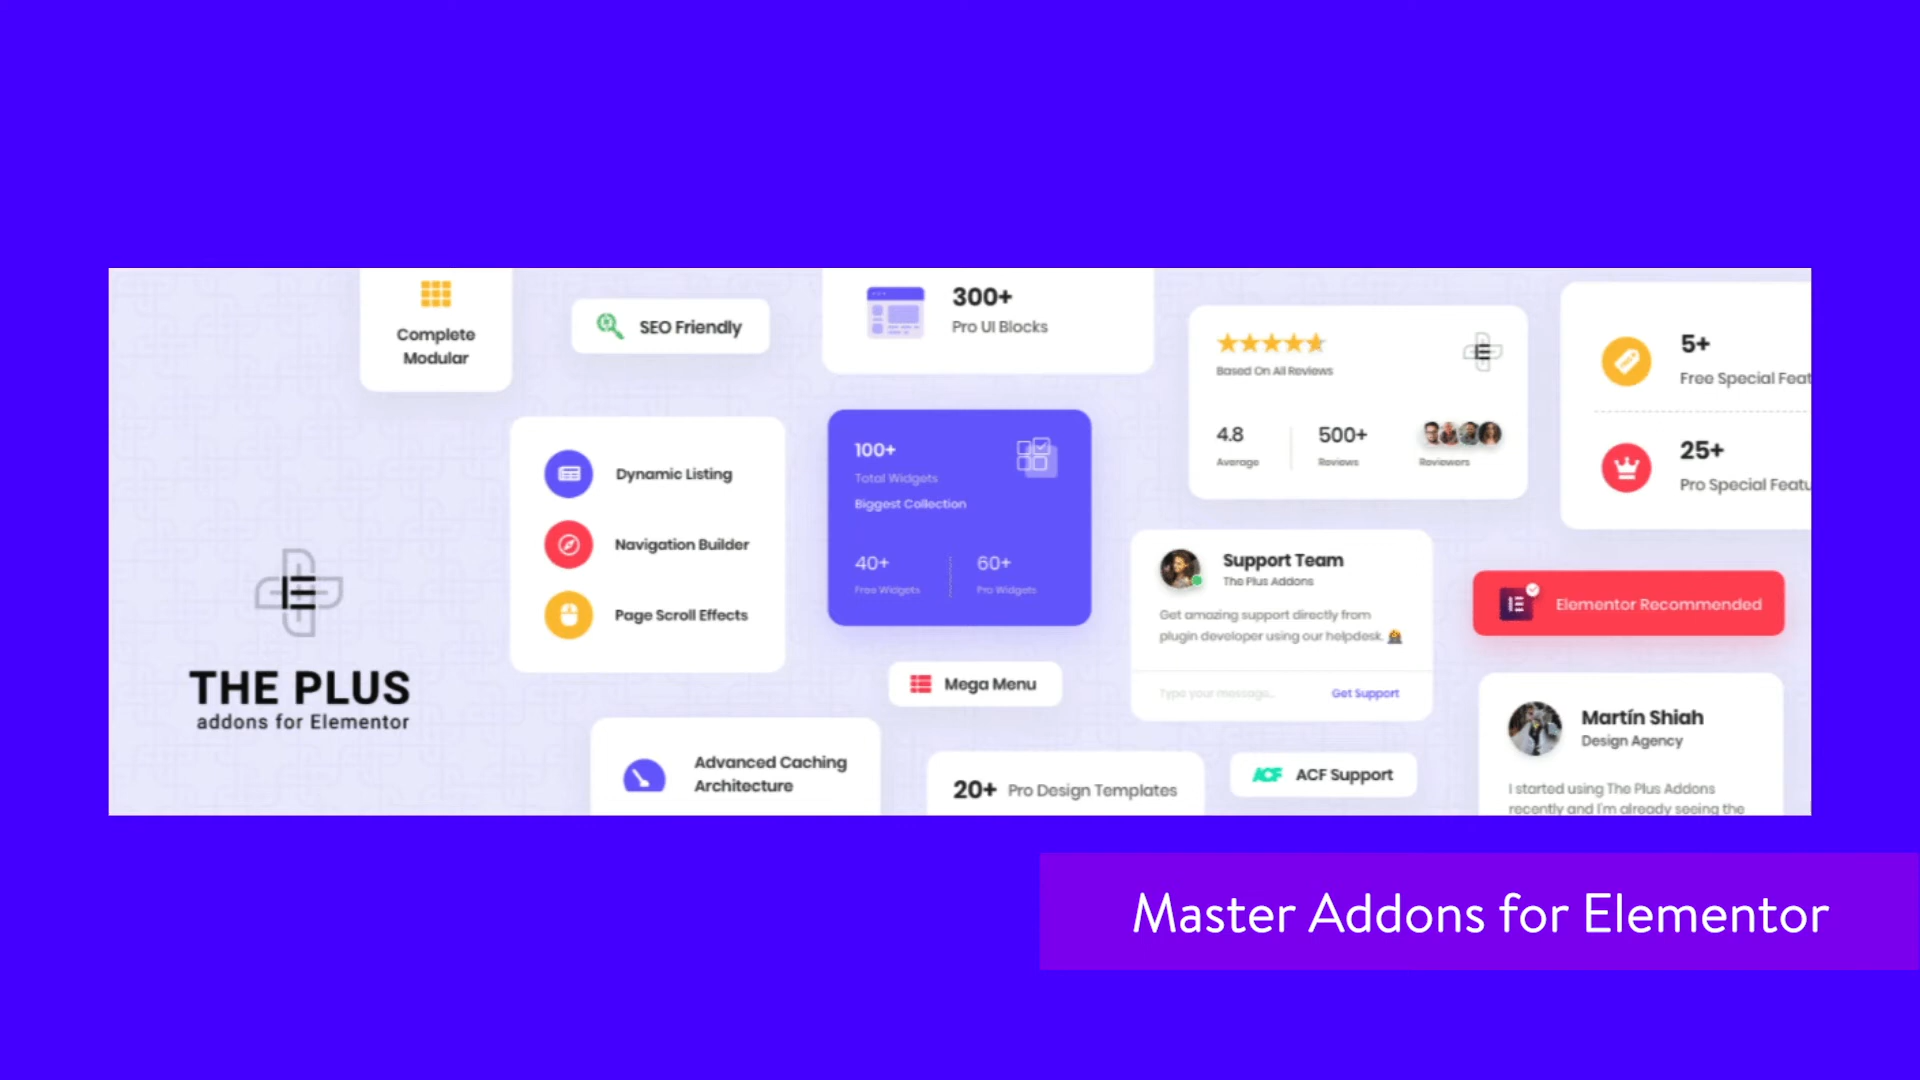 Complete
Modular
SEO Friendly
300+
Pro UI Blocks
Based On All Reviews
4.8
Average
500+
Reviews
Reviewers
5+
Free Special Feat
25+
Pro Special Featu
Dynamic Listing
Navigation Builder
Page Scroll Effects
100+
Total Widgets
Biggest Collection
40+
Free Widgets
60+
Pro Widgets
Support Team
The Plus Addons
Get amazing support directly from
plugin developer using our helpdesk.
Type your message...
Get Support
Elementor Recommended
THE PLUS
addons for Elementor
Mega Menu
Advanced Caching
Architecture
20+ Pro Design Templates
ACF ACF Support
Martín Shiah
Design Agency
I started using The Plus Addons
recently and I'm already seeing the
Master Addons for Elementor